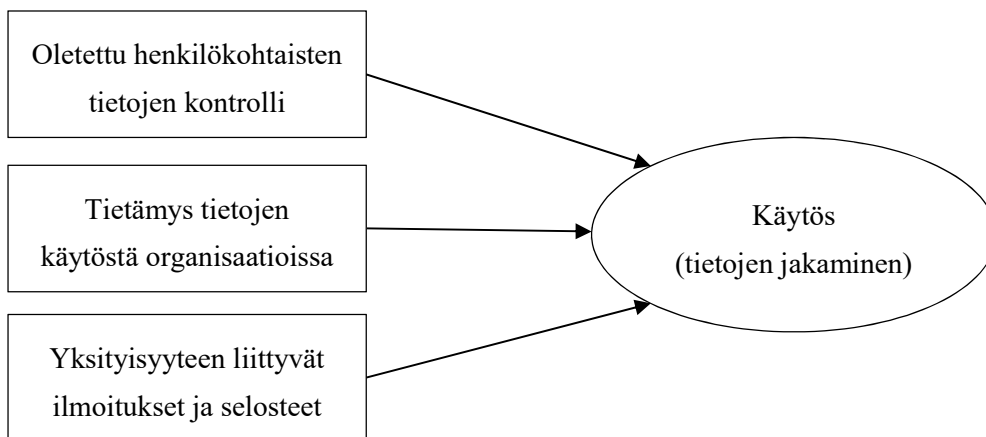 Oletettu henkilökohtaisten
tietojen kontrolli
Tietämys tietojen
käytöstä organisaatioissa
Käytös
(tietojen jakaminen)
Yksityisyyteen liittyvät
ilmoitukset ja selosteet